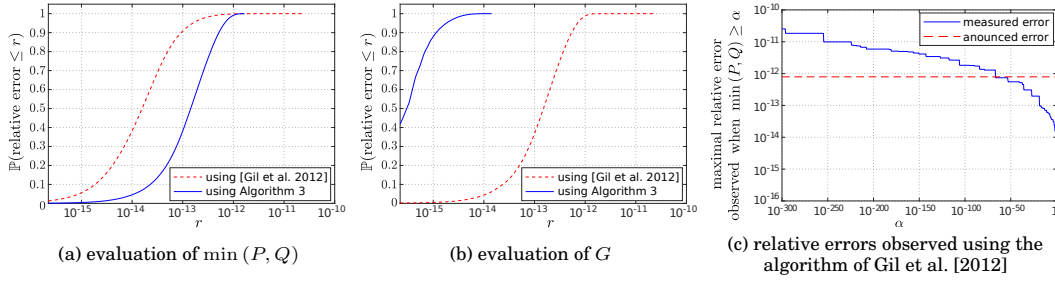 ℙ(relative error ≤ r)
1
0.9
0.8
0.7
0.6
0.5
0.4
0.3
0.2
0.1
0
using [Gil et al. 2012]
using Algorithm 3
10^-15
10^-14
10^-13
10^-12
10^-11
10^-10
r
(a) evaluation of min (P, Q)
ℙ(relative error ≤ r)
1
0.9
0.8
0.7
0.6
0.5
0.4
0.3
0.2
0.1
0
using [Gil et al. 2012]
using Algorithm 3
10^-15
10^-14
10^-13
10^-12
10^-11
10^-10
r
(b) evaluation of G
maximal relative error
observed when min (P, Q) ≥ α
10^-10
10^-11
10^-12
10^-13
10^-14
10^-15
10^-16
measured error
anounced error
10^-300
10^-250
10^-200
10^-150
10^-100
10^-50
1
α
(c) relative errors observed using the
algorithm of Gil et al. [2012]